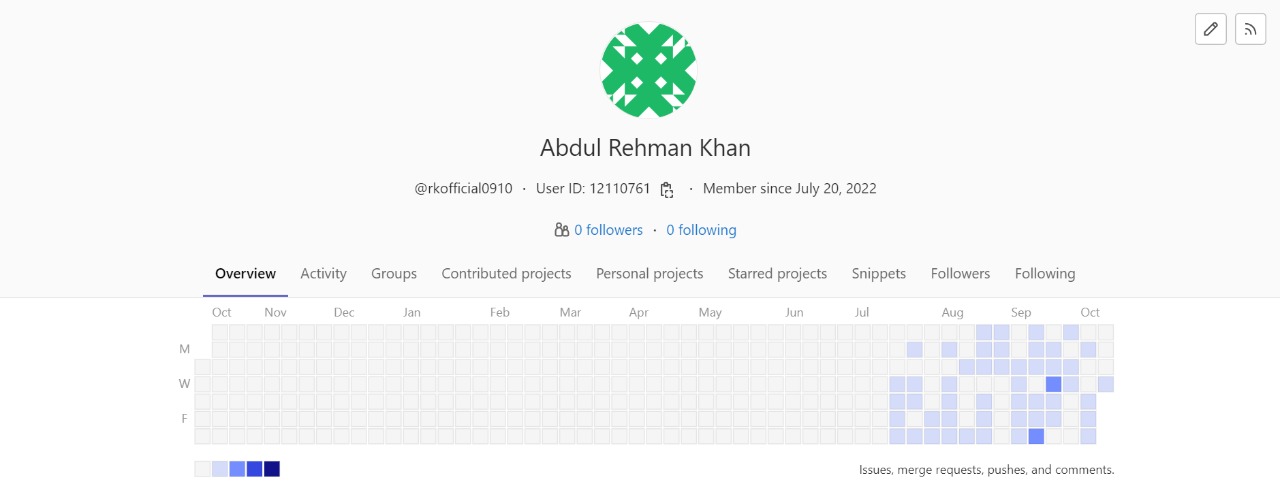 Abdul Rehman Khan
@rkofficial0910 · User ID: 12110761 · Member since July 20, 2022
0 followers · 0 following
Overview Activity Groups Contributed projects Personal projects Starred projects Snippets Followers Following
Oct Nov Dec Jan Feb Mar Apr May Jun Jul Aug Sep Oct
M
W
F
Issues, merge requests, pushes, and comments.